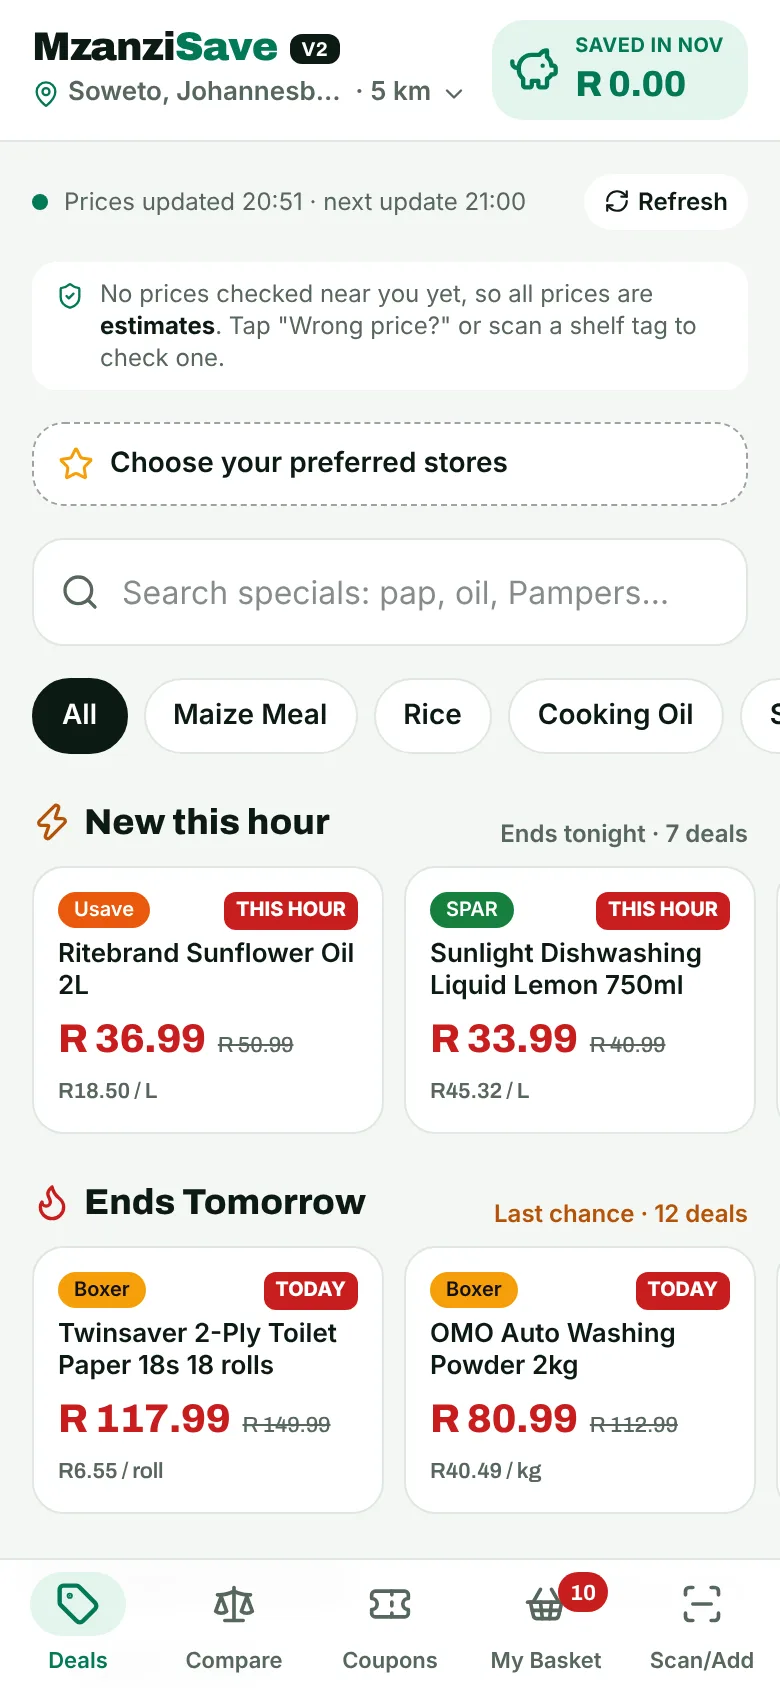 MzanziSave V2
Soweto, Johannesb... · 5 km
SAVED IN NOV
R 0.00
Prices updated 20:51 · next update 21:00
Refresh
No prices checked near you yet, so all prices are
estimates. Tap "Wrong price?" or scan a shelf tag to
check one.
Choose your preferred stores
Search specials: pap, oil, Pampers...
All
Maize Meal
Rice
Cooking Oil
New this hour
Ends tonight · 7 deals
Usave
THIS HOUR
Ritebrand Sunflower Oil
2L
R 36.99 R 50.99
R18.50 / L
SPAR
THIS HOUR
Sunlight Dishwashing
Liquid Lemon 750ml
R 33.99 R 40.99
R45.32 / L
Ends Tomorrow
Last chance · 12 deals
Boxer
TODAY
Twinsaver 2-Ply Toilet
Paper 18s 18 rolls
R 117.99 R 149.99
R6.55 / roll
Boxer
TODAY
OMO Auto Washing
Powder 2kg
R 80.99 R 112.99
R40.49 / kg
Deals
Compare
Coupons
10
My Basket
Scan/Add